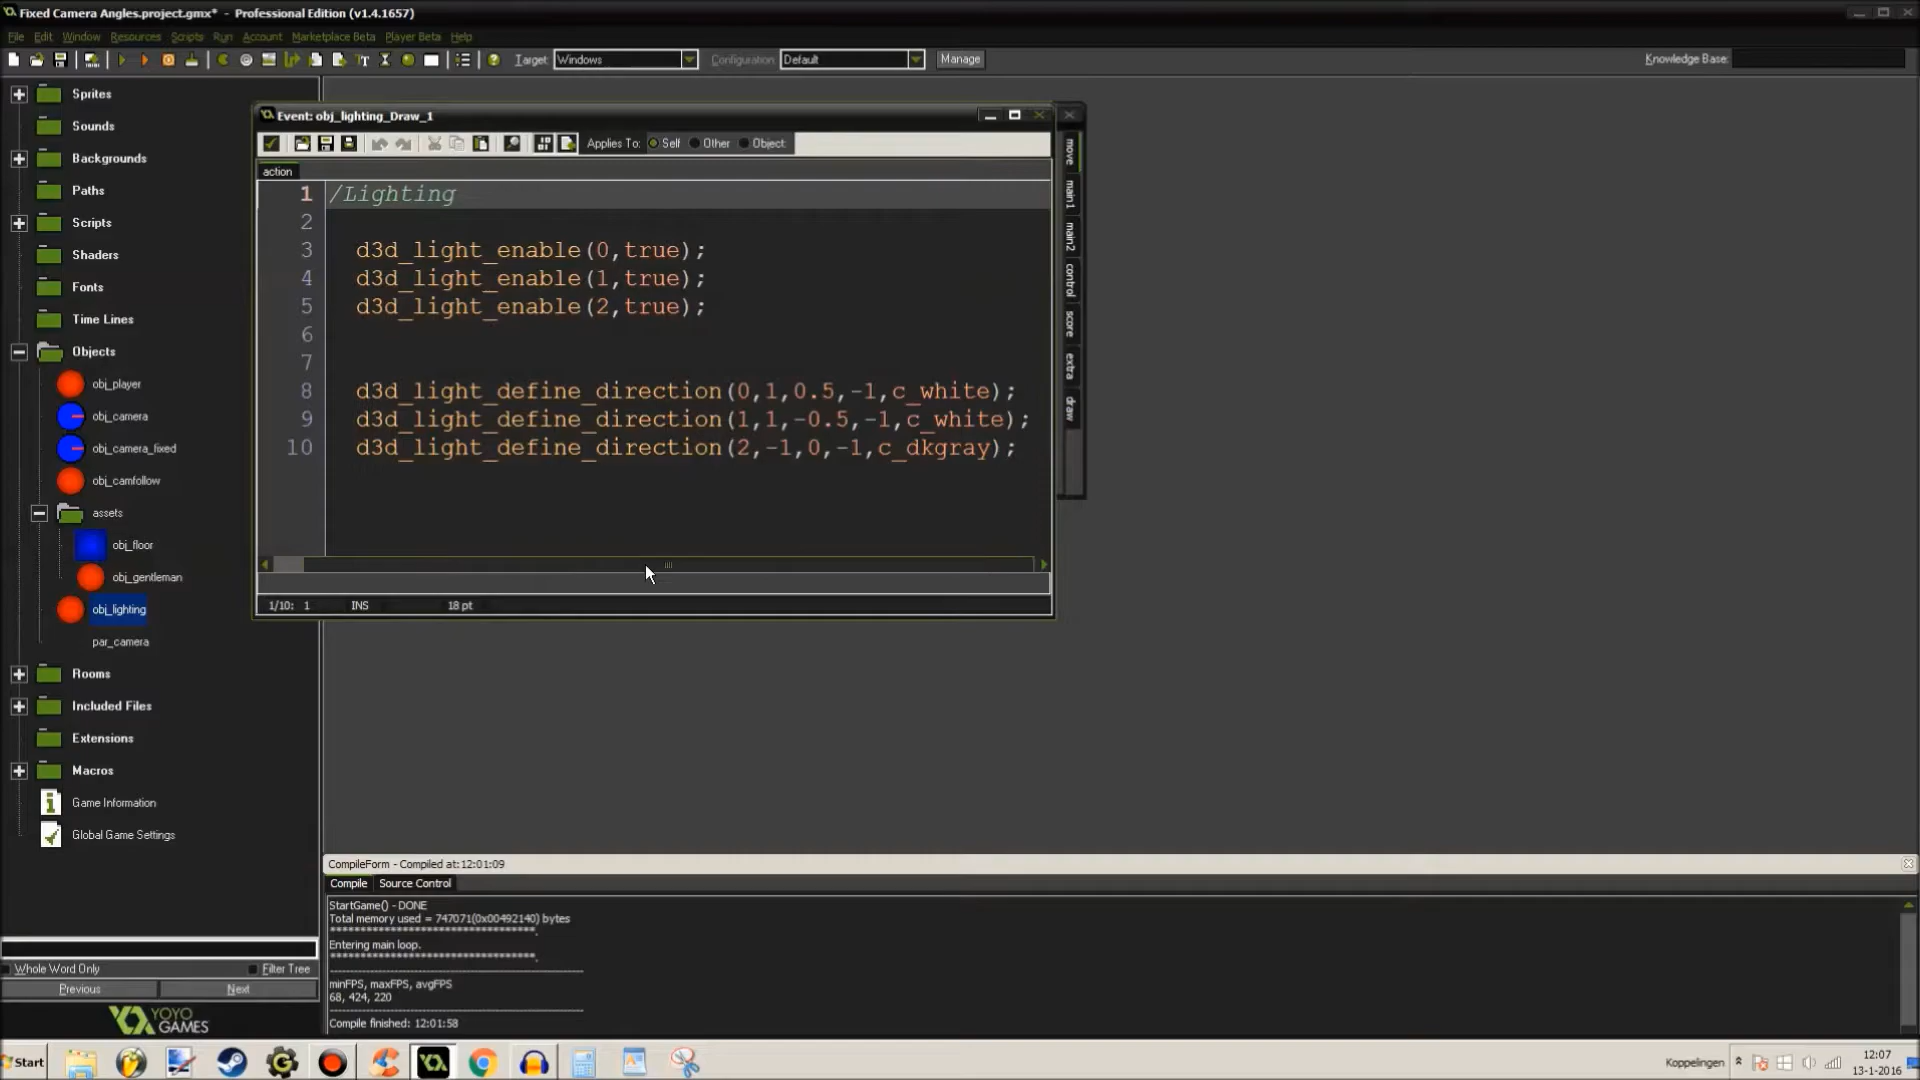 Fixed Camera Angles.project.gmx* - Professional Edition (v1.4.1657)
File Edit Window Resources Scripts Run Account Marketplace Beta Player Beta Help
Target: Windows Configuration: Default Manage Knowledge Base:
Sprites
Sounds
Backgrounds
Paths
Scripts
Shaders
Fonts
Time Lines
Objects
obj_player
obj_camera
obj_camera_fixed
obj_camfollow
assets
obj_floor
obj_gentleman
obj_lighting
par_camera
Rooms
Included Files
Extensions
Macros
Game Information
Global Game Settings
Whole Word Only Filter Tree
Previous Next
YOYO
GAMES
Event: obj_lighting_Draw_1
Applies To: Self Other Object:
action
1 /Lighting
2
3 d3d_light_enable(0,true);
4 d3d_light_enable(1,true);
5 d3d_light_enable(2,true);
6
7
8 d3d_light_define_direction(0,1,0.5,-1,c_white);
9 d3d_light_define_direction(1,1,-0.5,-1,c_white);
10 d3d_light_define_direction(2,-1,0,-1,c_dkgray);
1/10: 1 INS 18 pt
move
main1
main2
control
score
extra
draw
CompileForm - Compiled at:12:01:09
Compile Source Control
StartGame() - DONE
Total memory used = 747071(0x00492140) bytes
**********************************.
Entering main loop.
**********************************.
minFPS, maxFPS, avgFPS
68, 424, 220
Compile finished: 12:01:58
Start
Koppelingen
12:07
13-1-2016